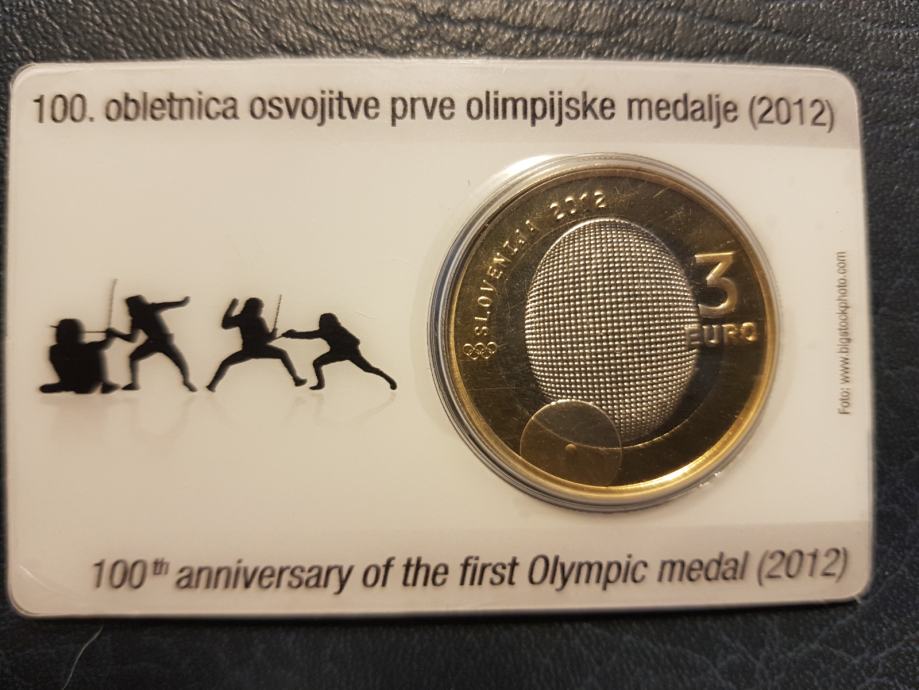 100. obletnica osvojitve prve olimpijske medalje (2012)
SLOVENIJA 2012
3
EURO
Foto: www.bigstockphoto.com
100th anniversary of the first Olympic medal (2012)